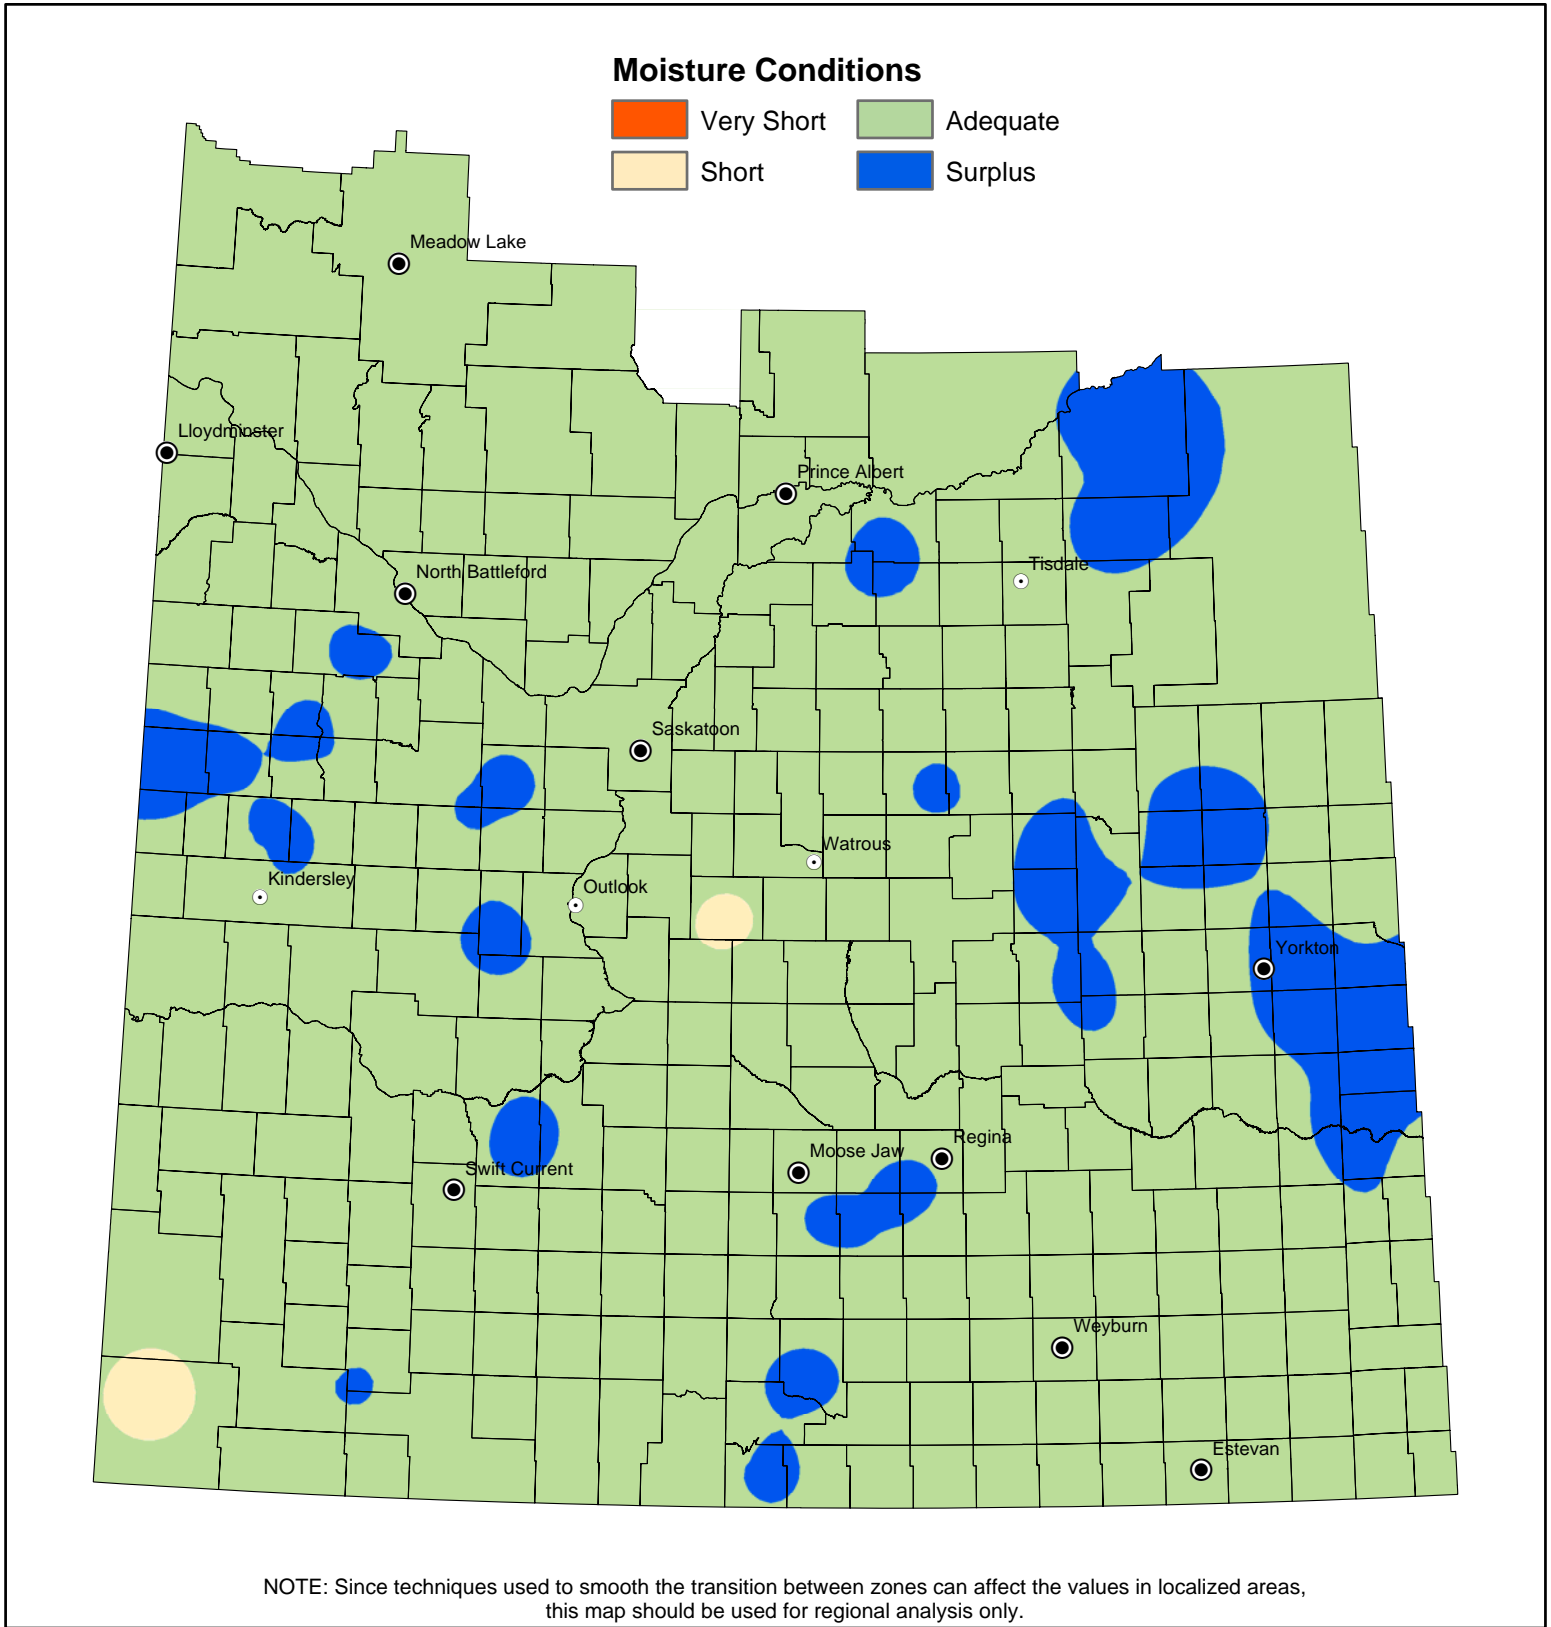 Moisture Conditions
Very Short
Adequate
Short
Surplus
Meadow Lake
Lloydminster
Prince Albert
North Battleford
Tisdale
Saskatoon
Watrous
Kindersley
Outlook
Yorkton
Regina
Moose Jaw
Swift Current
Weyburn
Estevan
NOTE: Since techniques used to smooth the transition between zones can affect the values in localized areas,
this map should be used for regional analysis only.